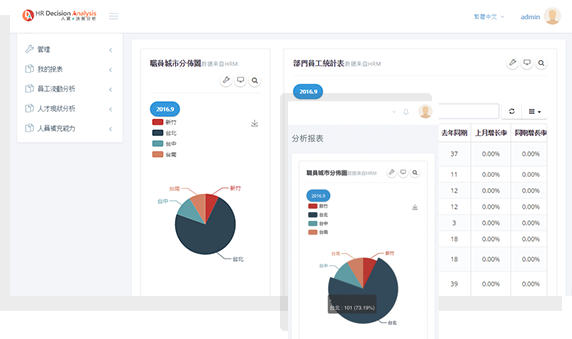 HR Decision Analysis
人資e決策分析
繁體中文
admin
管理
我的报表
員工流動分析
人才現狀分析
人員補充能力
職員城市分佈圖數據來自HRM
2016.9
新竹
台北
台中
台南
台南
新竹
台中
台北
部門員工統計表數據來自HRM
2016.9
去年同期 上月增长率 同期增长率
37 0.00% 0.00%
11 0.00% 0.00%
12 0.00% 0.00%
12 0.00% 0.00%
3 0.00% 0.00%
18 0.00% 0.00%
18 0.00% 0.00%
39 0.00% 0.00%
分析报表
職員城市分佈圖數據來自HRM
2016.9
新竹
台北
台中
台南
台南
新竹
台中
台北 : 101 (73.19%)
台北